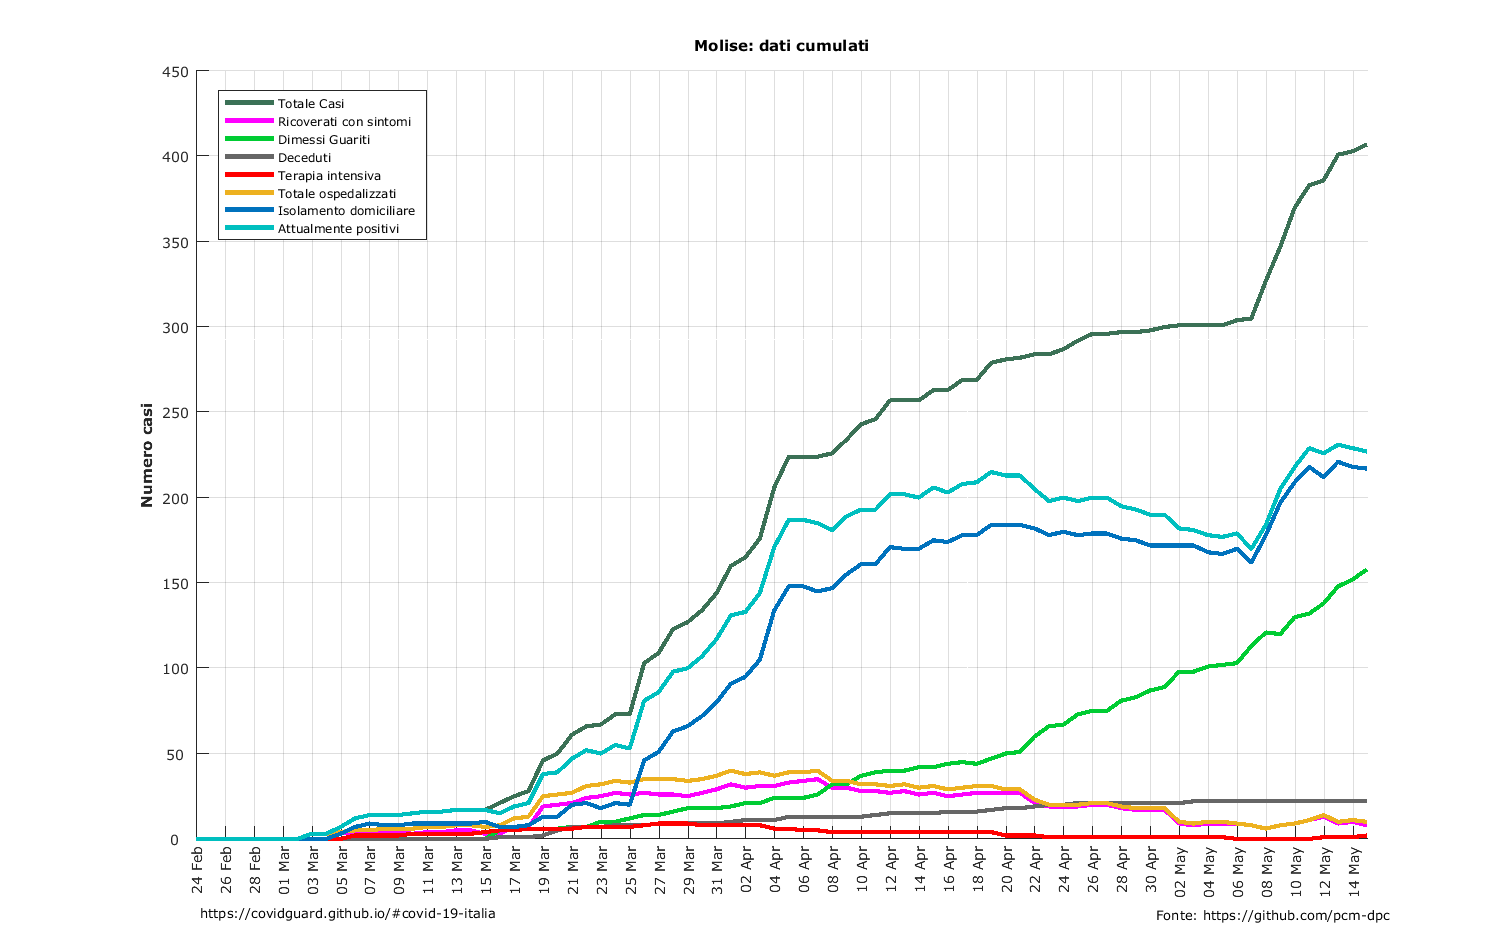 Molise: dati cumulati
Numero casi
450
400
350
300
250
200
150
100
50
0
Totale Casi
Ricoverati con sintomi
Dimessi Guariti
Deceduti
Terapia intensiva
Totale ospedalizzati
Isolamento domiciliare
Attualmente positivi
24 Feb
26 Feb
28 Feb
01 Mar
03 Mar
05 Mar
07 Mar
09 Mar
11 Mar
13 Mar
15 Mar
17 Mar
19 Mar
21 Mar
23 Mar
25 Mar
27 Mar
29 Mar
31 Mar
02 Apr
04 Apr
06 Apr
08 Apr
10 Apr
12 Apr
14 Apr
16 Apr
18 Apr
20 Apr
22 Apr
24 Apr
26 Apr
28 Apr
30 Apr
02 May
04 May
06 May
08 May
10 May
12 May
14 May
https://covidguard.github.io/#covid-19-italia
Fonte: https://github.com/pcm-dpc